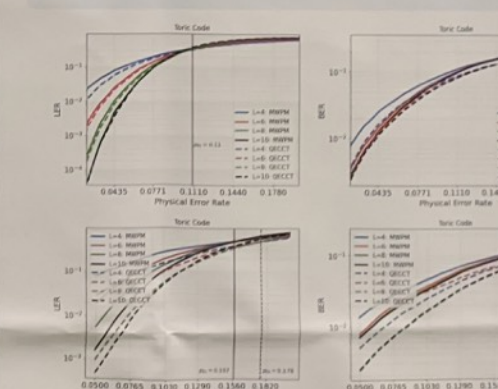 Toric Code
LER
10⁻¹
10⁻²
10⁻³
10⁻⁴
L=4: MWPM
L=6: MWPM
L=8: MWPM
L=10: MWPM
L=4: QECCT
L=6: QECCT
L=8: QECCT
L=10: QECCT
0.0435 0.0771 0.1110 0.1440 0.1780
Physical Error Rate
Toric Code
BER
10⁻¹
10⁻²
0.0435 0.0771 0.1110
Physical Error Rate
Toric Code
LER
10⁻¹
10⁻²
10⁻³
L=4: MWPM
L=6: MWPM
L=8: MWPM
L=10: MWPM
L=4: QECCT
L=6: QECCT
L=8: QECCT
L=10: QECCT
0.0500 0.0765 0.1030 0.1290 0.1560 0.1820
Toric Code
BER
10⁻¹
10⁻²
L=4: MWPM
L=6: MWPM
L=8: MWPM
L=10: MWPM
L=4: QECCT
L=6: QECCT
L=8: QECCT
L=10: QECCT
0.0500 0.0765 0.1030 0.1290